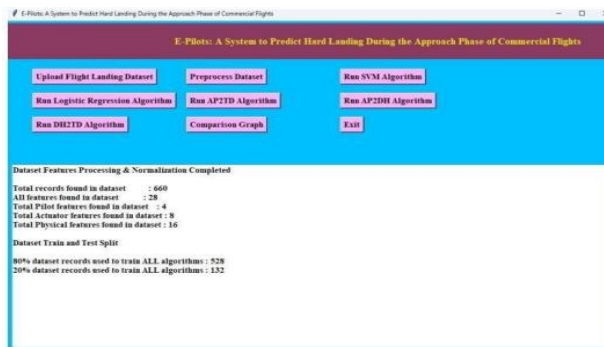 E-Pilots: A System to Predict Hard Landing During the Approach Phase of Commercial Flights
E-Pilots: A System to Predict Hard Landing During the Approach Phase of Commercial Flights
Upload Flight Landing Dataset
Preprocess Dataset
Run SVM Algorithm
Run Logistic Regression Algorithm
Run AP2TD Algorithm
Run AP2DH Algorithm
Run DH2TD Algorithm
Comparison Graph
Exit
Dataset Features Processing & Normalization Completed
Total records found in dataset : 660
All features found in dataset : 28
Total Pilot features found in dataset : 4
Total Actuator features found in dataset : 8
Total Physical features found in dataset : 16
Dataset Train and Test Split
80% dataset records used to train ALL algorithms : 528
20% dataset records used to train ALL algorithms : 132